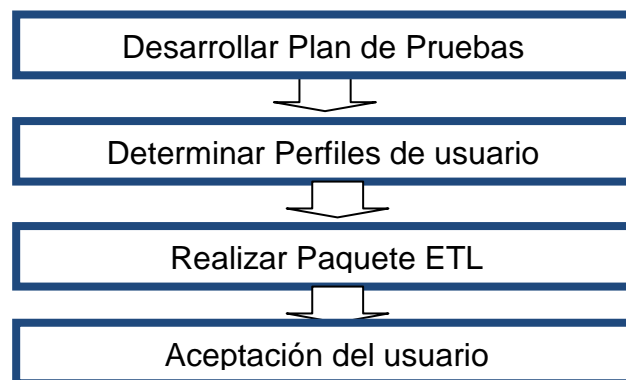 Desarrollar Plan de Pruebas
Determinar Perfiles de usuario
Realizar Paquete ETL
Aceptación del usuario